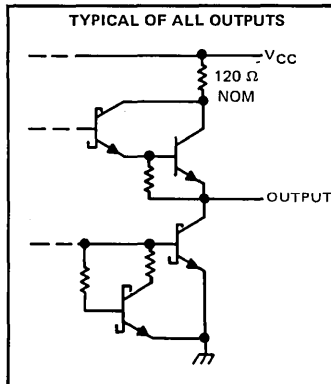 TYPICAL OF ALL OUTPUTS
VCC
120 Ω
NOM
OUTPUT